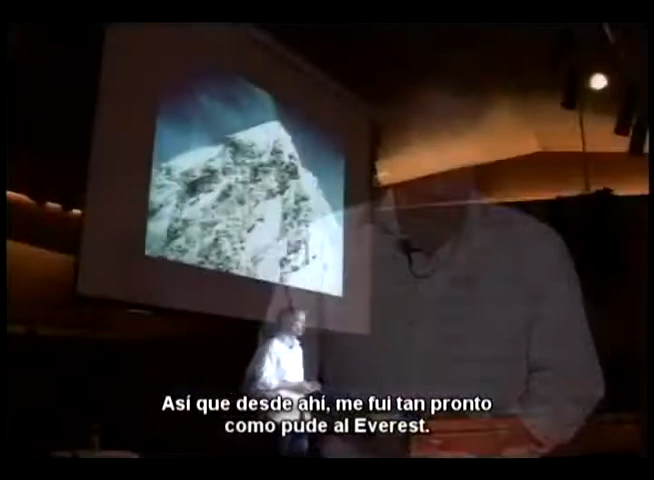 Así que desde ahí, me fui tan pronto
como pude al Everest.